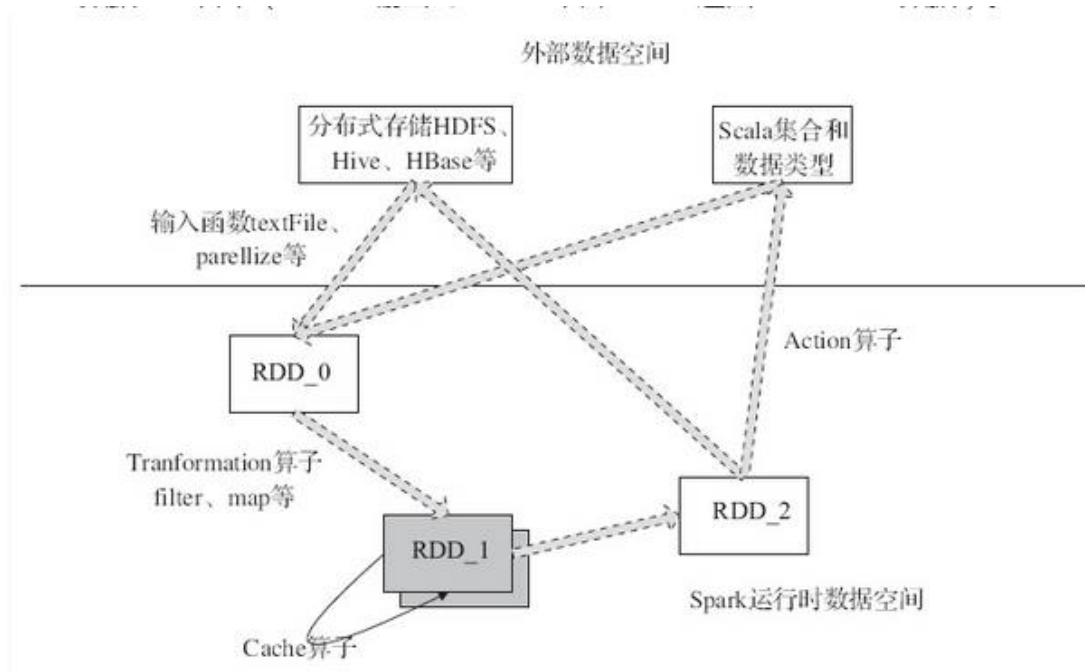 外部数据空间
分布式存储HDFS、
Hive、HBase等
Scala集合和
数据类型
输入函数textFile、
parellize等
Action算子
RDD_0
Tranformation算子
filter、map等
RDD_2
RDD_1
Spark运行时数据空间
Cache算子